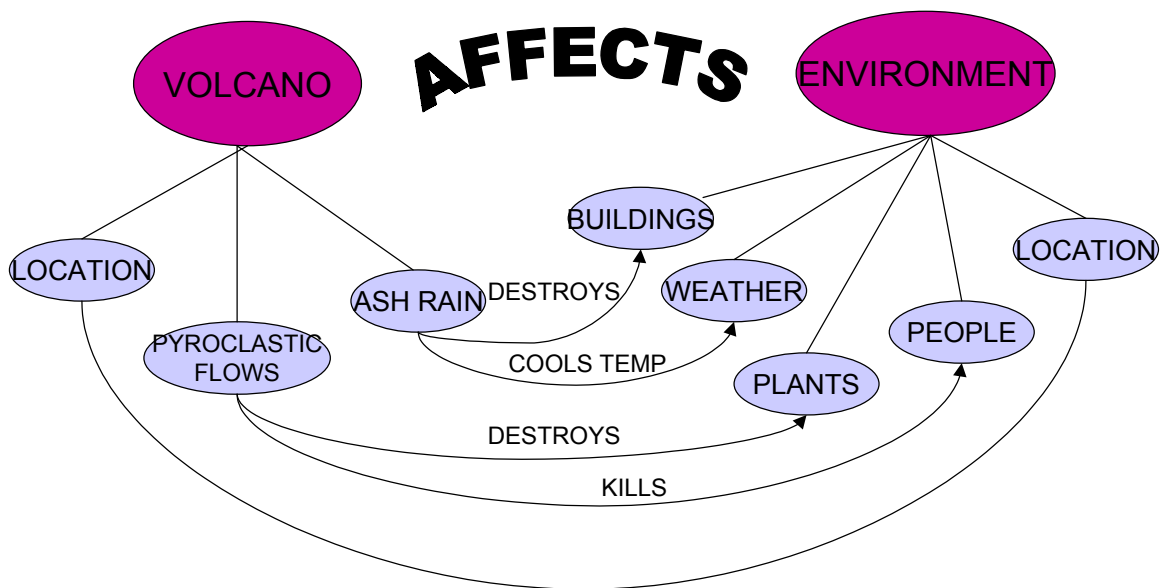 AFFECTS
VOLCANO
ENVIRONMENT
BUILDINGS
LOCATION
LOCATION
ASH RAIN
DESTROYS
WEATHER
PEOPLE
PYROCLASTIC
FLOWS
COOLS TEMP
PLANTS
DESTROYS
KILLS